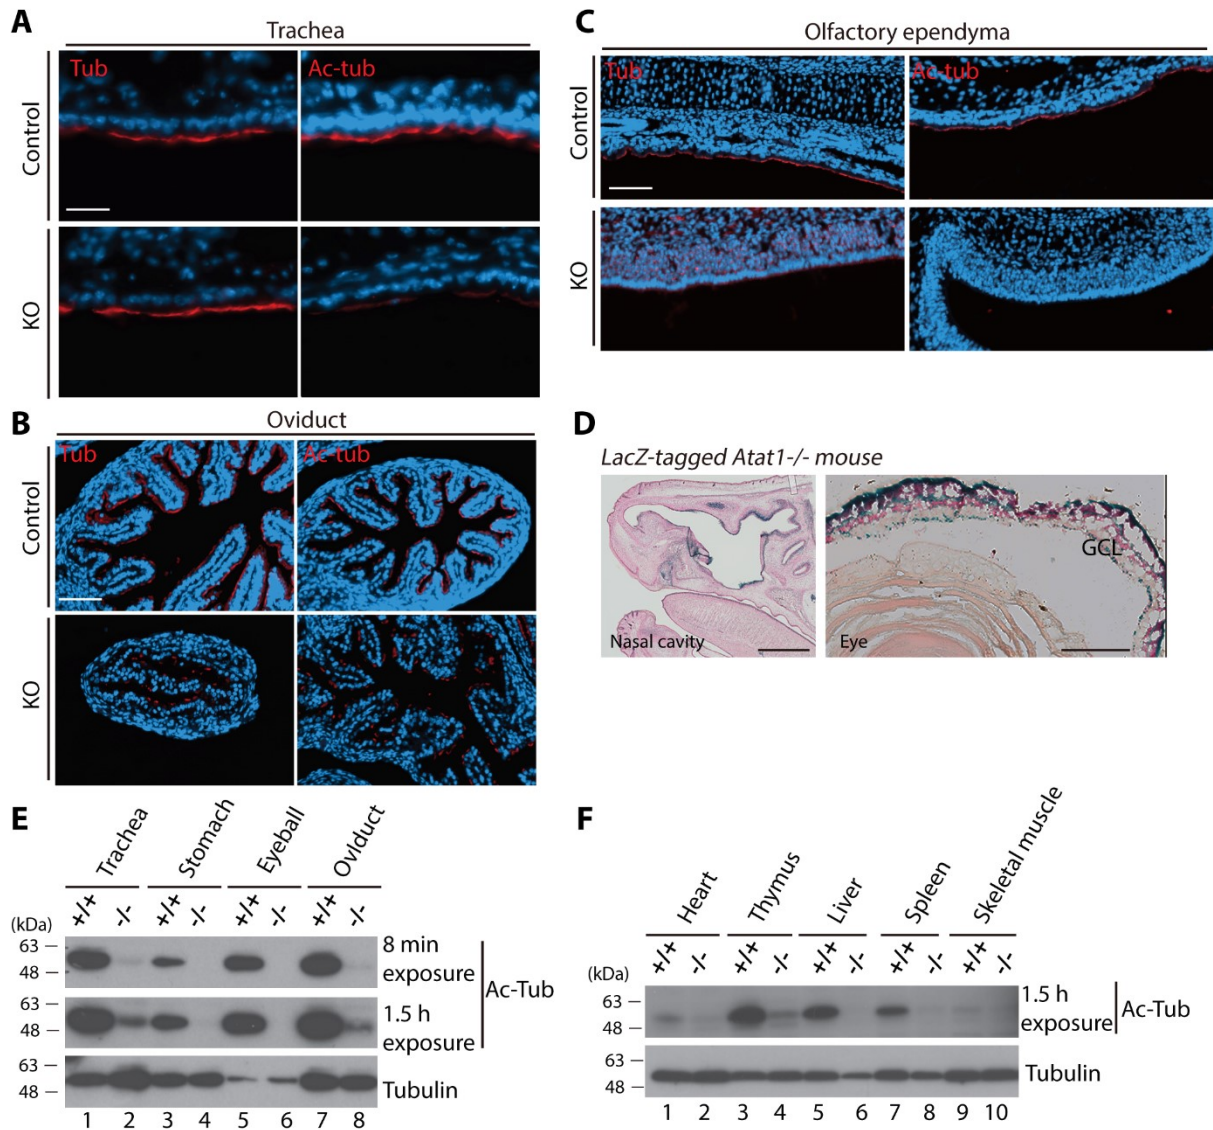 A
Trachea
Control
Tub
Ac-tub
KO
B
Oviduct
Control
Tub
Ac-tub
KO
C
Olfactory ependyma
Control
Tub
Ac-tub
KO
D
LacZ-tagged Atat1-/- mouse
Nasal cavity
GCL
Eye
E
Trachea Stomach Eyeball OvIduct
+/+ -/- +/+ -/- +/+ -/- +/+ -/-
(kDa)
63
48
8 min
exposure
63
48
1.5 h
exposure
Ac-Tub
63
48
Tubulin
1 2 3 4 5 6 7 8
F
Heart Thymus Liver Spleen Skeletal muscle
+/+ -/- +/+ -/- +/+ -/- +/+ -/- +/+ -/-
(kDa)
63
48
1.5 h
exposure
Ac-Tub
63
48
Tubulin
1 2 3 4 5 6 7 8 9 10